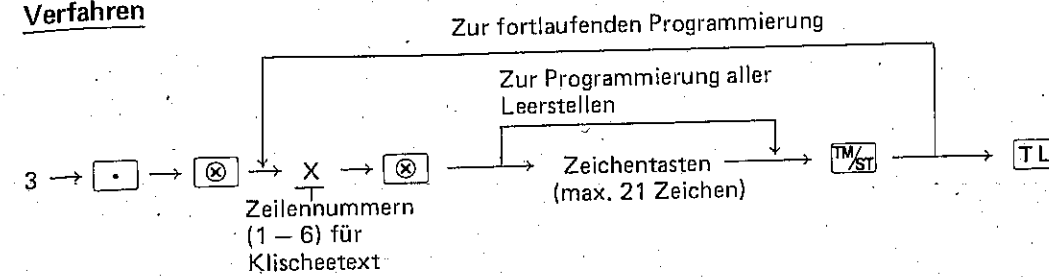 Verfahren
Zur fortlaufenden Programmierung
Zur Programmierung aller
Leerstellen
3 → [·] → [⊗] → X → [⊗] → Zeichentasten → [TM/ST] → [TL
(max. 21 Zeichen)
Zeilennummern
(1 – 6) für
Klischeetext